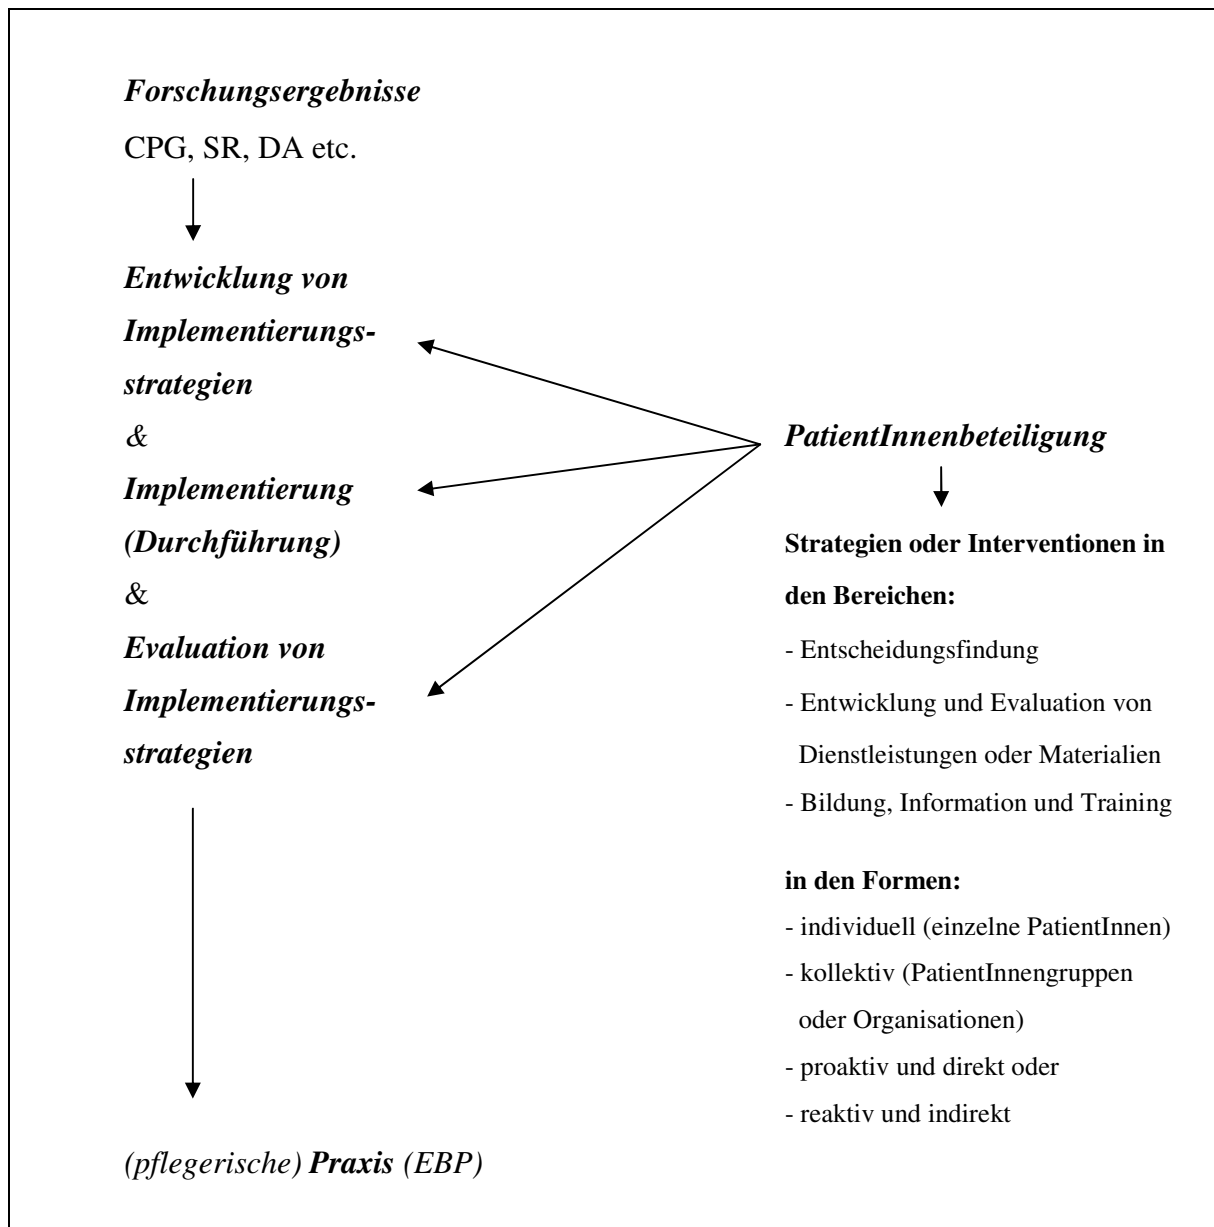 Forschungsergebnisse
CPG, SR, DA etc.
Entwicklung von
Implementierungs-
strategien
&
Implementierung
(Durchführung)
&
Evaluation von
Implementierungs-
strategien
(pflegerische) Praxis (EBP)
PatientInnenbeteiligung
Strategien oder Interventionen in
den Bereichen:
- Entscheidungsfindung
- Entwicklung und Evaluation von
Dienstleistungen oder Materialien
- Bildung, Information und Training
in den Formen:
- individuell (einzelne PatientInnen)
- kollektiv (PatientInnengruppen
oder Organisationen)
- proaktiv und direkt oder
- reaktiv und indirekt